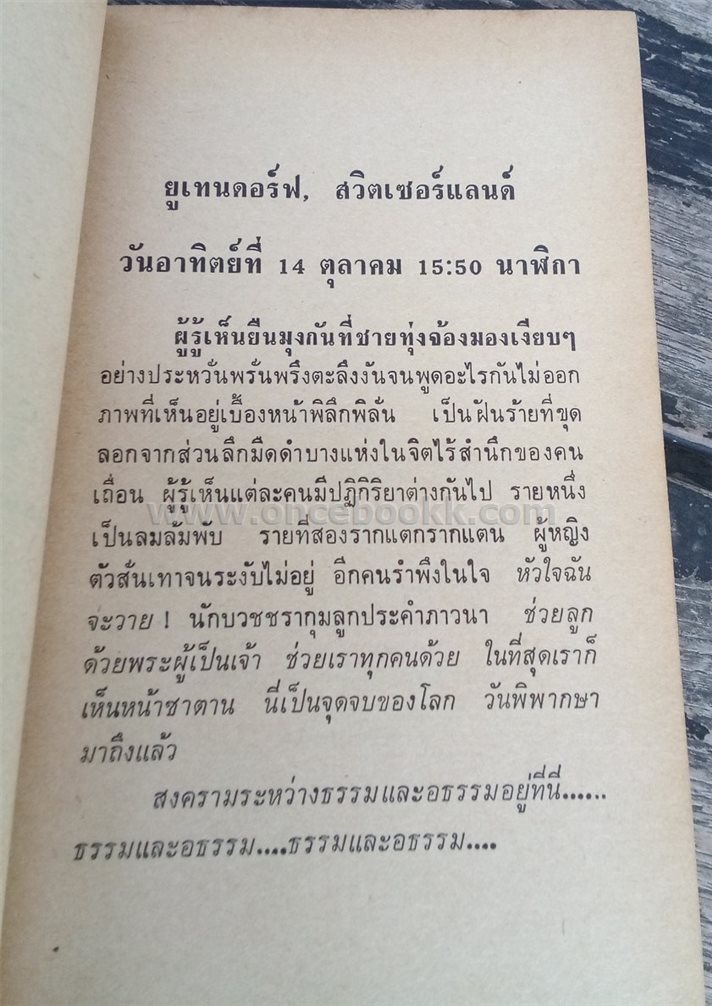 ยูเทนดอร์ฟ, สวิตเซอร์แลนด์
วันอาทิตย์ที่ 14 ตุลาคม 15:50 นาฬิกา
ผู้รู้เห็นยืนมุงกันที่ชายทุ่งจ้องมองเงียบๆ
อย่างประหวั่นพรั่นพรึงตะลึงงันจนพูดอะไรกันไม่ออก
ภาพที่เห็นอยู่เบื้องหน้าพิลึกพิลั่น เป็นฝันร้ายที่ขุด
ลอกจากส่วนลึกมืดดำบางแห่งในจิตไร้สำนึกของคน
เถื่อน ผู้รู้เห็นแต่ละคนมีปฏิกิริยาต่างกันไป รายหนึ่ง
www.oncebookk.com
เป็นลมล้มพับ รายที่สองรากแตกรากแตน ผู้หญิง
ตัวสั่นเทาจนระงับไม่อยู่ อีกคนรำพึงในใจ หัวใจฉัน
จะวาย ! นักบวชชรากุมลูกประคำภาวนา ช่วยลูก
ด้วยพระผู้เป็นเจ้า ช่วยเราทุกคนด้วย ในที่สุดเราก็
เห็นหน้าซาตาน นี่เป็นจุดจบของโลก วันพิพากษา
มาถึงแล้ว
สงครามระหว่างธรรมและอธรรมอยู่ที่นี่......
ธรรมและอธรรม....ธรรมและอธรรม....